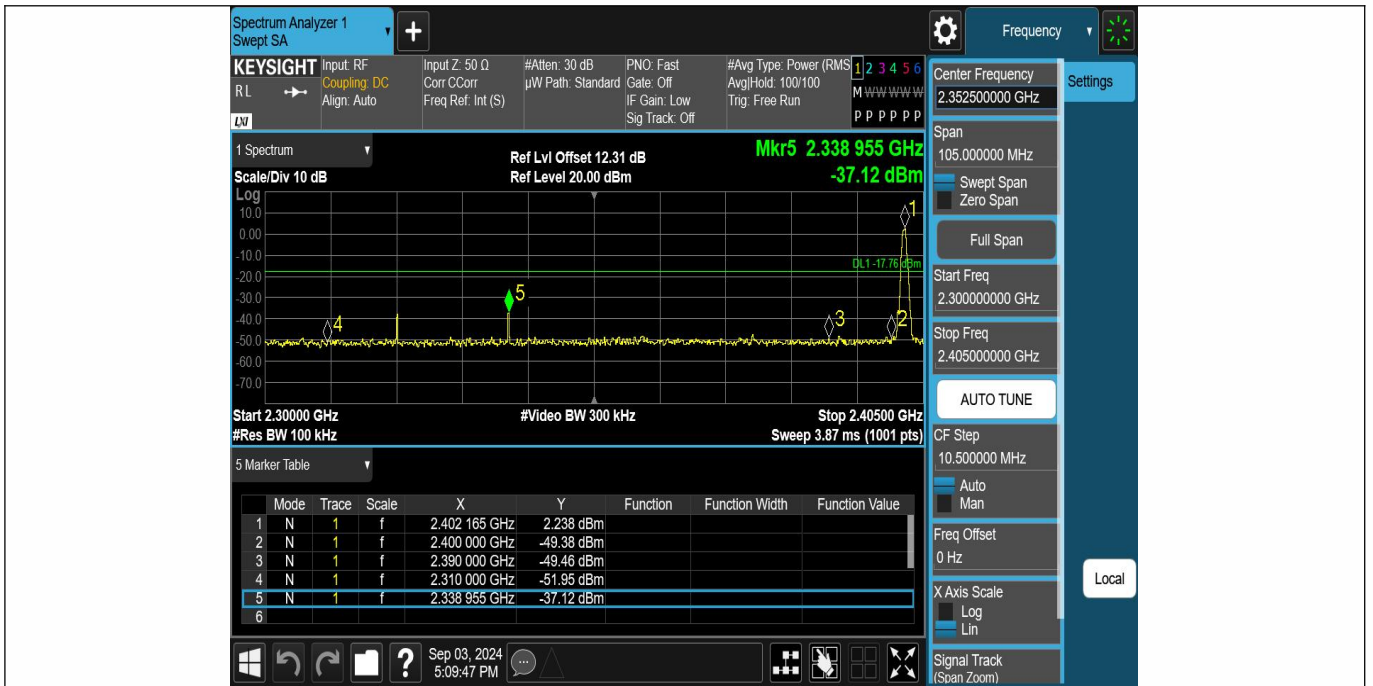 Spectrum Analyzer 1
Swept SA
+
Frequency
KEYSIGHT
RL
LXI
Input: RF
Coupling: DC
Align: Auto
Input Z: 50 Ω
Corr CCorr
Freq Ref: Int (S)
#Atten: 30 dB
µW Path: Standard
PNO: Fast
Gate: Off
IF Gain: Low
Sig Track: Off
#Avg Type: Power (RMS
Avg|Hold: 100/100
Trig: Free Run
1 2 3 4 5 6
M W W W W W
P P P P P P
1 Spectrum
Scale/Div 10 dB
Ref Lvl Offset 12.31 dB
Ref Level 20.00 dBm
Mkr5 2.338 955 GHz
-37.12 dBm
Log
10.0
0.00
-10.0
-20.0
-30.0
-40.0
-50.0
-60.0
-70.0
1
DL1 -17.76 dBm
5
4
3
2
Start 2.30000 GHz
#Video BW 300 kHz
Stop 2.40500 GHz
#Res BW 100 kHz
Sweep 3.87 ms (1001 pts)
5 Marker Table
Mode Trace Scale X Y Function Function Width Function Value
1 N 1 f 2.402 165 GHz 2.238 dBm
2 N 1 f 2.400 000 GHz -49.38 dBm
3 N 1 f 2.390 000 GHz -49.46 dBm
4 N 1 f 2.310 000 GHz -51.95 dBm
5 N 1 f 2.338 955 GHz -37.12 dBm
6
Center Frequency
2.352500000 GHz
Settings
Span
105.000000 MHz
Swept Span
Zero Span
Full Span
Start Freq
2.300000000 GHz
Stop Freq
2.405000000 GHz
AUTO TUNE
CF Step
10.500000 MHz
Auto
Man
Freq Offset
0 Hz
X Axis Scale
Log
Lin
Local
Signal Track
(Span Zoom)
?
Sep 03, 2024
5:09:47 PM